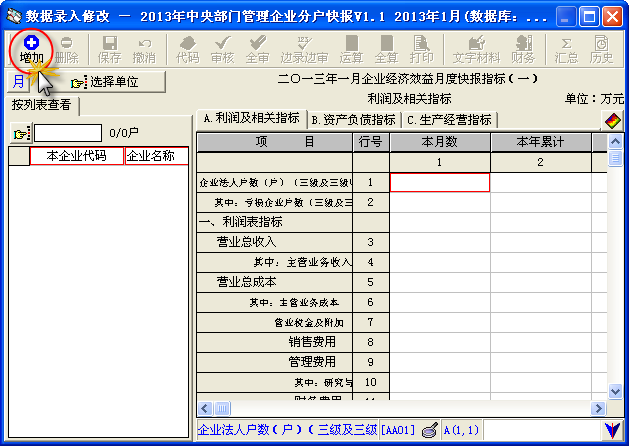 数据录入修改 — 2013年中央部门管理企业分户快报V1.1 2013年1月(数据库: ...
增加 删除 保存 撤消 代码 审核 全审 边录边审 运算 全算 打印 文字材料 财务 汇总 历史
月 选择单位
二〇一三年一月企业经济效益月度快报指标(一)
按列表查看
利润及相关指标 单位: 万元
0/0户
A.利润及相关指标 B.资产负债指标 C.生产经营指标
本企业代码 企业名称
项 目 行号 本月数 本年累计
1 2
企业法人户数(户)(三级及三级 1
其中: 亏损企业户数(三级及三 2
一、利润表指标
营业总收入 3
其中: 主营业务收入 4
营业总成本 5
其中: 主营业务成本 6
营业税金及附加 7
销售费用 8
管理费用 9
其中: 研究与 10
财务费用 11
企业法人户数(户)(三级及三级 [AA01] A(1,1)